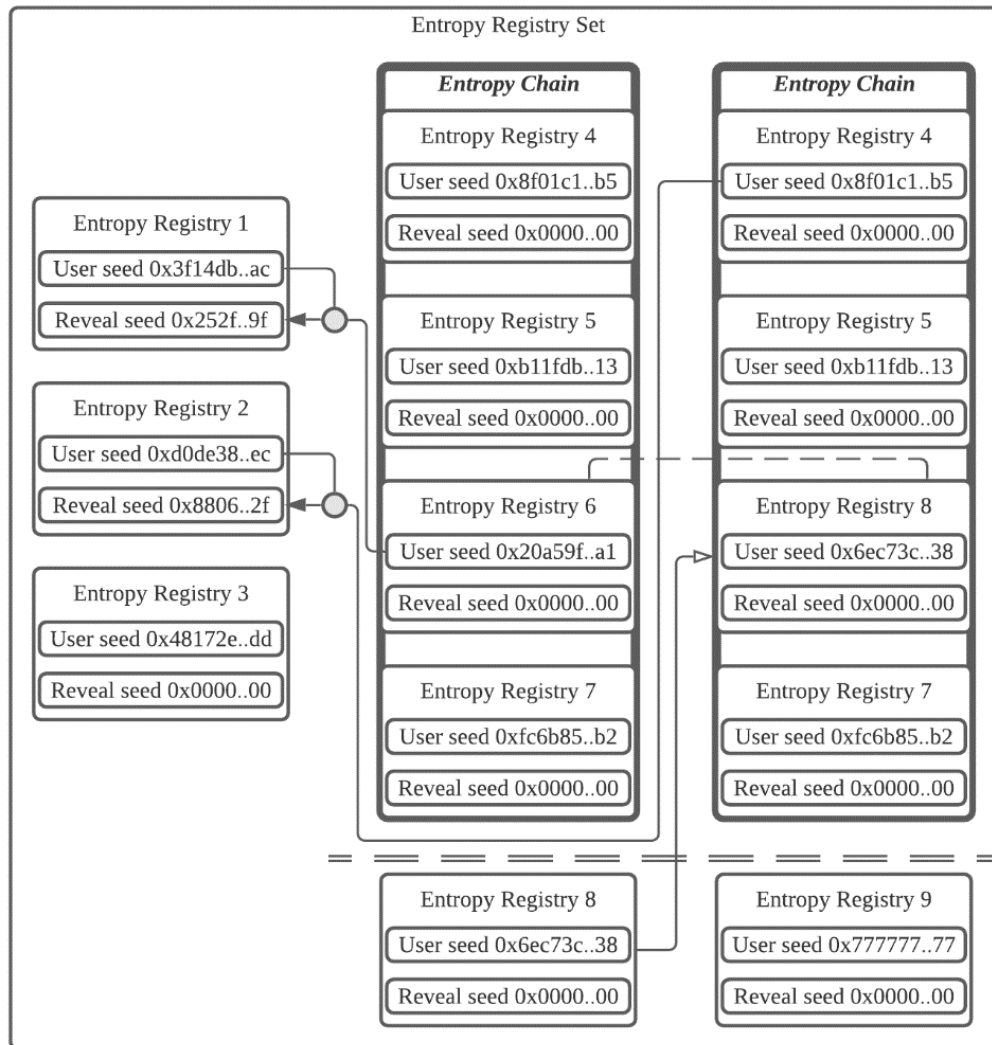 Entropy Registry Set
Entropy Registry 1
User seed 0x3f14db..ac
Reveal seed 0x252f..9f
Entropy Registry 2
User seed 0xd0de38..ec
Reveal seed 0x8806..2f
Entropy Registry 3
User seed 0x48172e..dd
Reveal seed 0x0000..00
Entropy Chain
Entropy Registry 4
User seed 0x8f01c1..b5
Reveal seed 0x0000..00
Entropy Registry 5
User seed 0xb11fdb..13
Reveal seed 0x0000..00
Entropy Registry 6
User seed 0x20a59f..a1
Reveal seed 0x0000..00
Entropy Registry 7
User seed 0xfc6b85..b2
Reveal seed 0x0000..00
Entropy Chain
Entropy Registry 4
User seed 0x8f01c1..b5
Reveal seed 0x0000..00
Entropy Registry 5
User seed 0xb11fdb..13
Reveal seed 0x0000..00
Entropy Registry 8
User seed 0x6ec73c..38
Reveal seed 0x0000..00
Entropy Registry 7
User seed 0xfc6b85..b2
Reveal seed 0x0000..00
Entropy Registry 8
User seed 0x6ec73c..38
Reveal seed 0x0000..00
Entropy Registry 9
User seed 0x777777..77
Reveal seed 0x0000..00